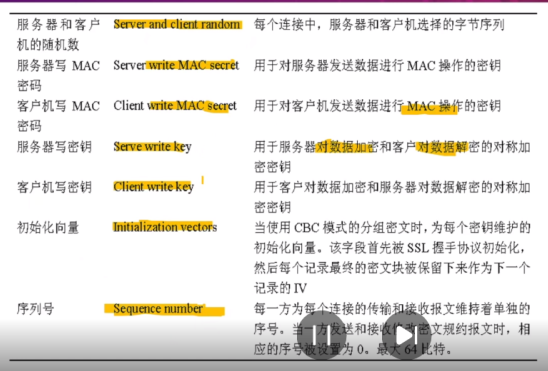 服务器和客户 Server and client random 每个连接中，服务器和客户机选择的字节序列
机的随机数
服务器写 MAC Server write MAC secret 用于对服务器发送数据进行 MAC 操作的密钥
密码
客户机写 MAC Client write MAC secret 用于对客户机发送数据进行 MAC 操作的密钥
密码
服务器写密钥 Serve write key 用于服务器对数据加密和客户对数据解密的对称加
密密钥
客户机写密钥 Client write key 用于客户对数据加密和服务器对数据解密的对称加
密密钥
初始化向量 Initialization vectors 当使用 CBC 模式的分组密文时，为每个密钥维护的
初始化向量。该字段首先被 SSL 握手协议初始化，
然后每个记录最终的密文块被保留下来作为下一个
记录的 IV
序列号 Sequence number 每一方为每个连接的传输和接收报文维持着单独的
序号。当一方发送和接收修改密文规约报文时，相
应的序号被设置为 0。最大 64 比特。